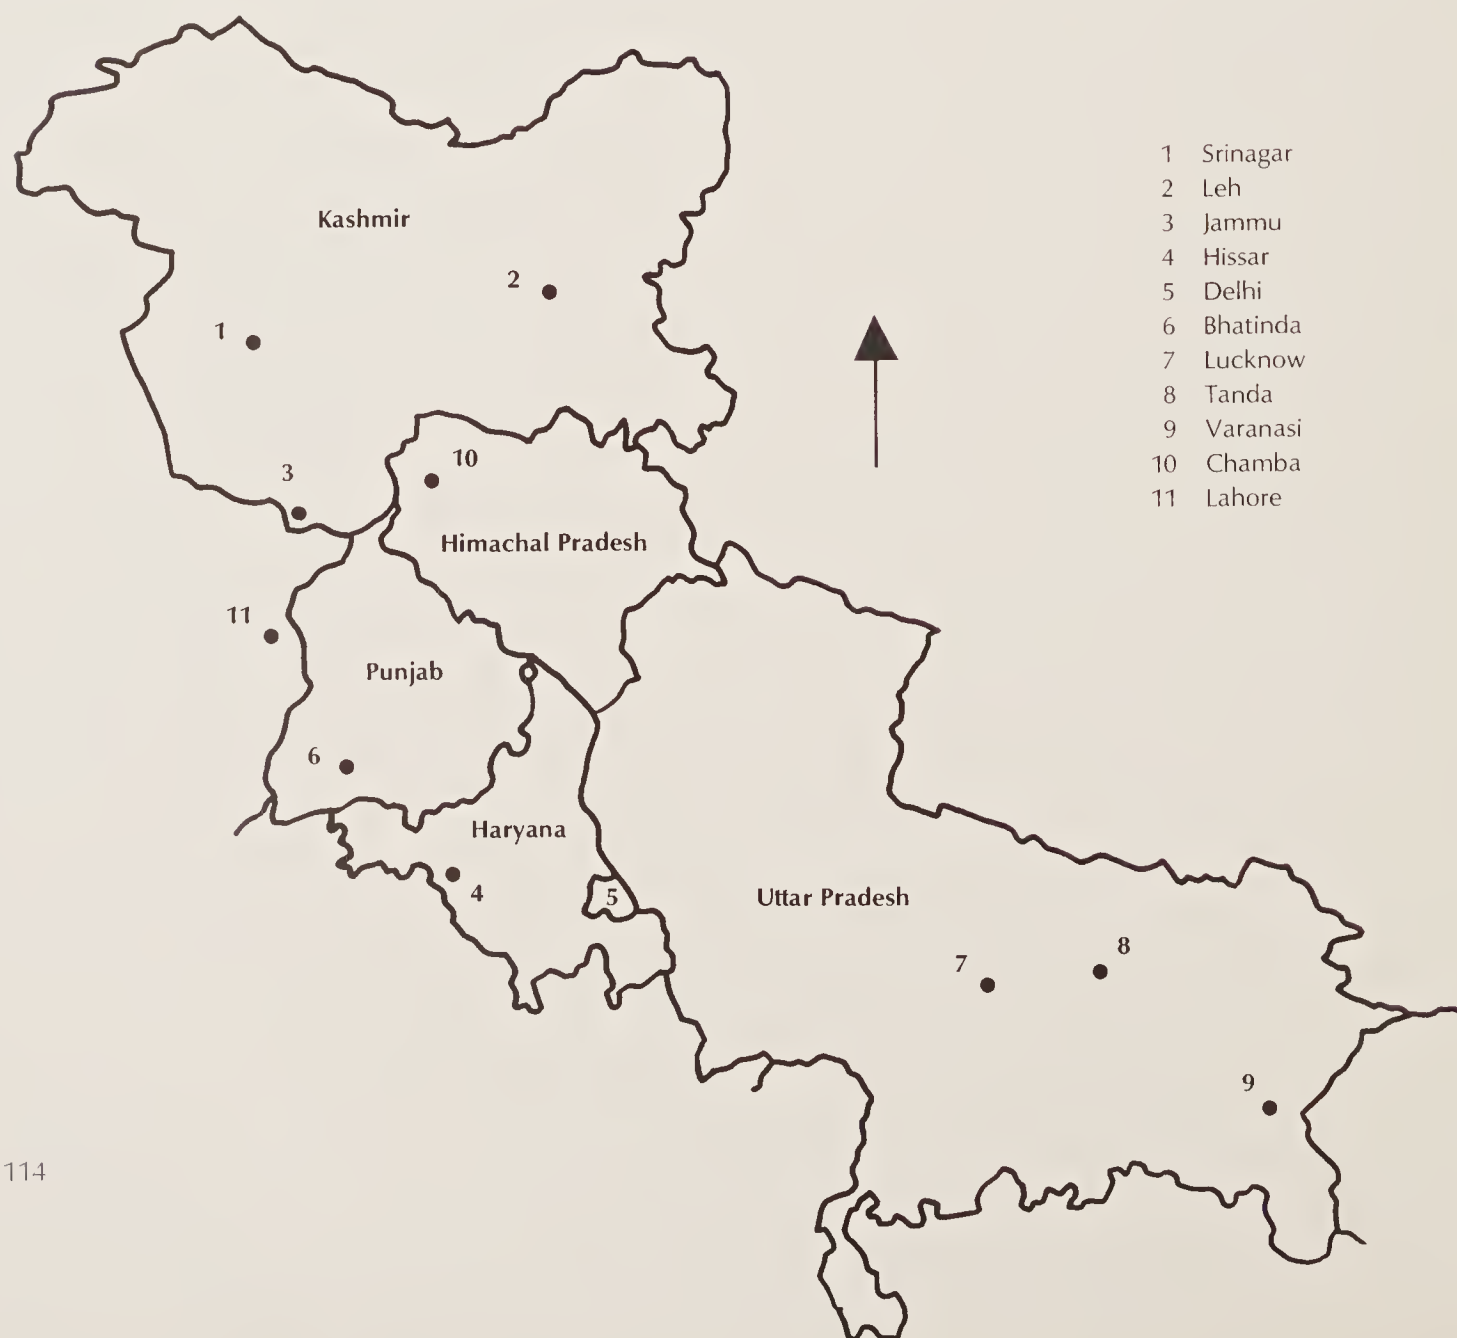 Kashmir
2
1
3
10
Himachal Pradesh
11
Punjab
6
Haryana
4
5
Uttar Pradesh
7
8
9
1 Srinagar
2 Leh
3 Jammu
4 Hissar
5 Delhi
6 Bhatinda
7 Lucknow
8 Tanda
9 Varanasi
10 Chamba
11 Lahore
114